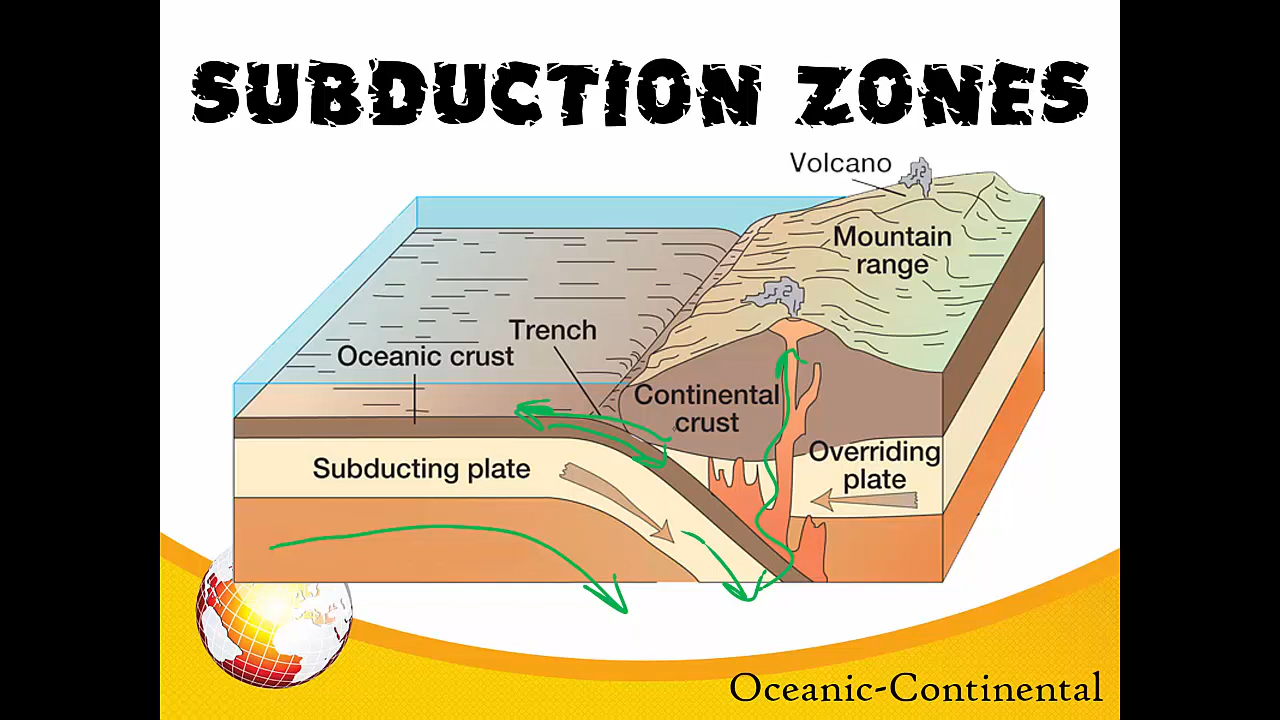 SUBDUCTION ZONES
Volcano
Mountain
range
Trench
Oceanic crust
Continental
crust
Overriding
plate
Subducting plate
Oceanic-Continental